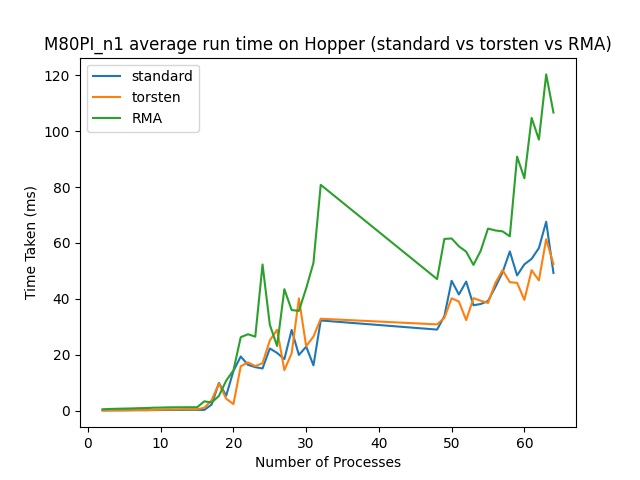 M80PI_n1 average run time on Hopper (standard vs torsten vs RMA)
standard
torsten
RMA
Time Taken (ms)
120
100
80
60
40
20
0
0 10 20 30 40 50 60
Number of Processes